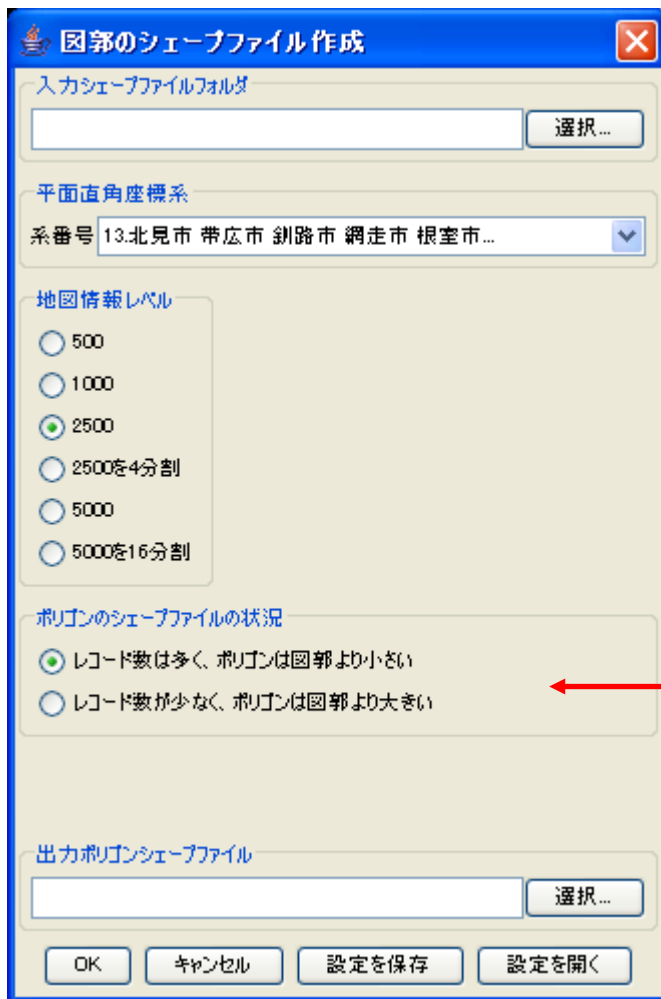 図郭のシェープファイル作成
入力シェープファイルフォルダ
選択...
平面直角座標系
系番号 13.北見市 帯広市 釧路市 網走市 根室市...
地図情報レベル
500
1000
2500
2500を4分割
5000
5000を16分割
ポリゴンのシェープファイルの状況
レコード数は多く、ポリゴンは図郭より小さい
レコード数が少なく、ポリゴンは図郭より大きい
出力ポリゴンシェープファイル
選択...
OK キャンセル 設定を保存 設定を開く